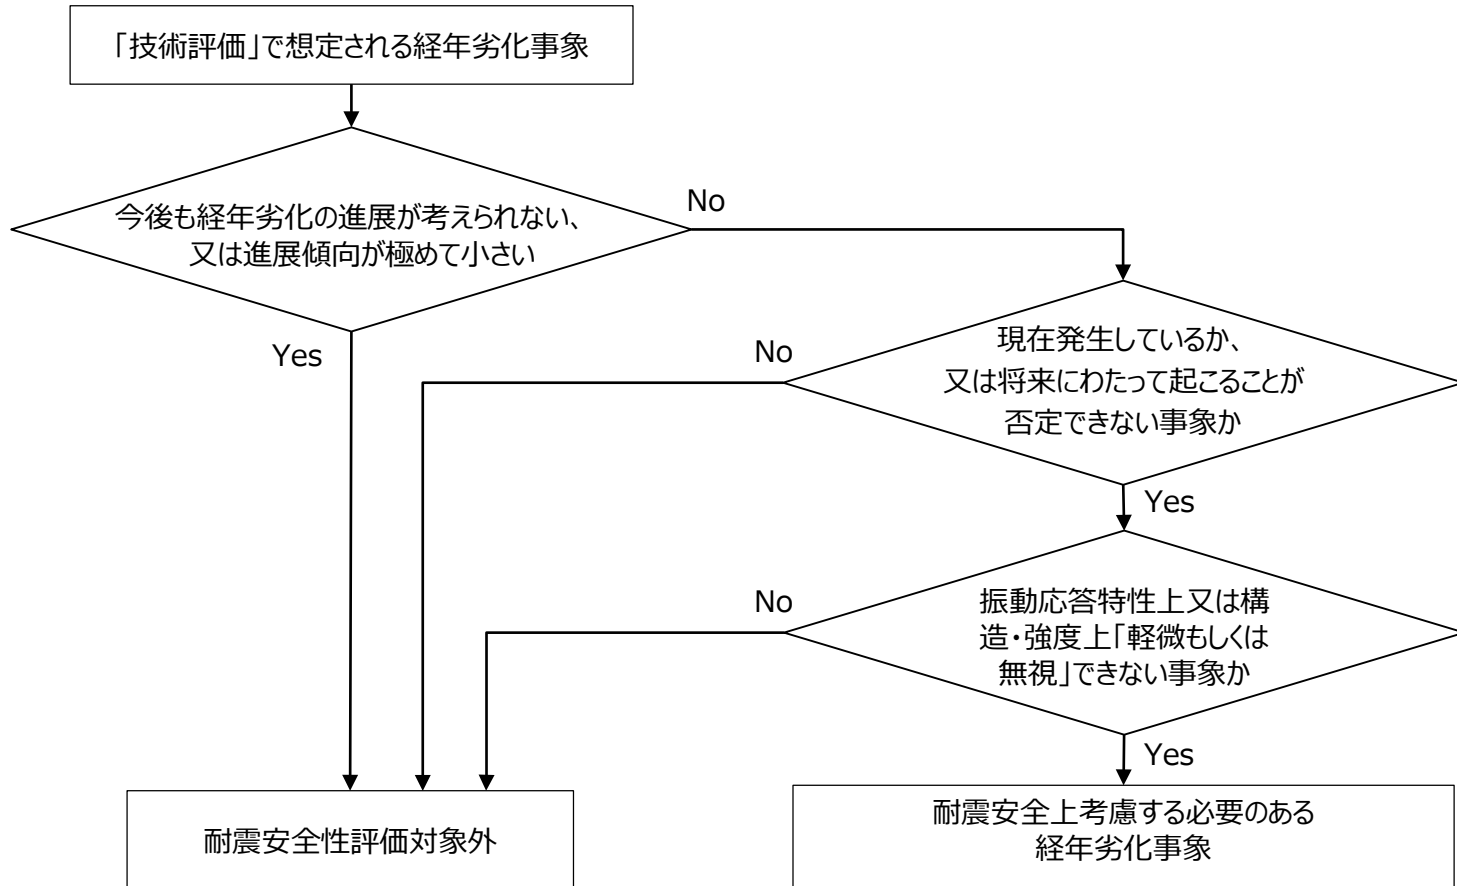 「技術評価」で想定される経年劣化事象
今後も経年劣化の進展が考えられない、
又は進展傾向が極めて小さい
No
Yes
現在発生しているか、
又は将来にわたって起こることが
否定できない事象か
No
Yes
振動応答特性上又は構
造・強度上「軽微もしくは
無視」できない事象か
No
Yes
耐震安全性評価対象外
耐震安全上考慮する必要のある
経年劣化事象